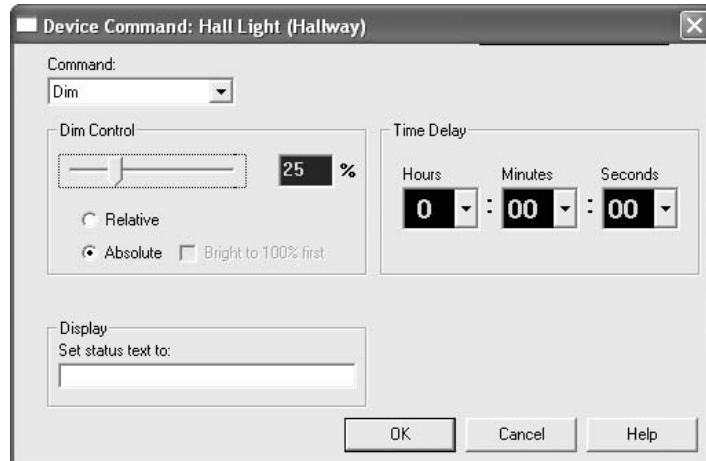 Device Command: Hall Light (Hallway)
Command:
Dim
Dim Control
25 %
Relative
Absolute Bright to 100% first
Time Delay
Hours Minutes Seconds
0 : 00 : 00
Display
Set status text to:
OK Cancel Help